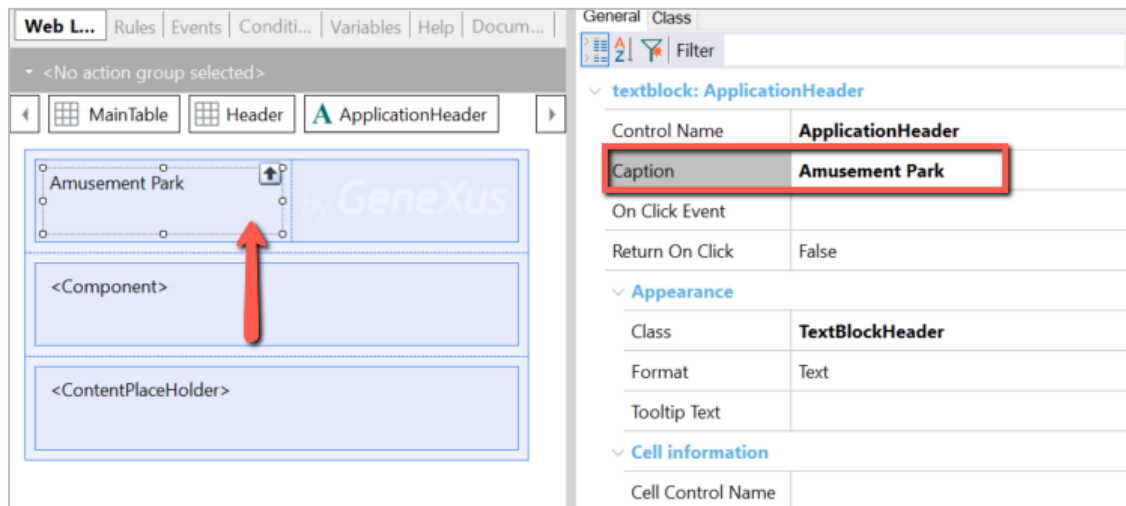 Web L... Rules Events Conditi... Variables Help Docum...
<No action group selected>
MainTable Header A ApplicationHeader
Amusement Park
by GeneXus
<Component>
<ContentPlaceHolder>
General Class
A Z Filter
textblock: ApplicationHeader
Control Name ApplicationHeader
Caption Amusement Park
On Click Event
Return On Click False
Appearance
Class TextBlockHeader
Format Text
Tooltip Text
Cell information
Cell Control Name